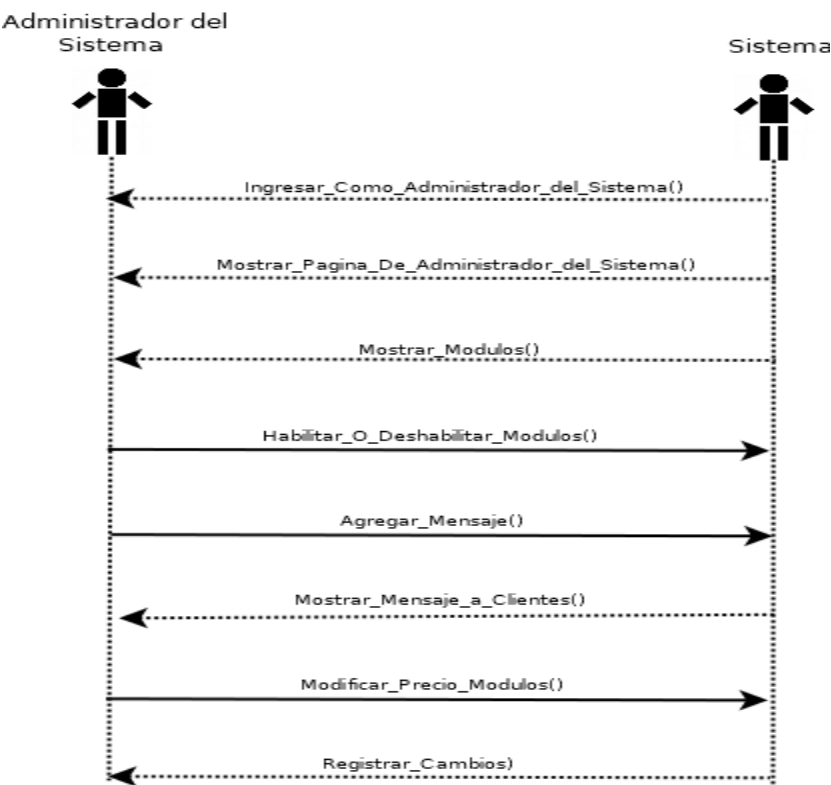 Administrador del
Sistema
Sistema
Ingresar_Como_Administrador_del_Sistema()
Mostrar_Pagina_De_Administrador_del_Sistema()
Mostrar_Modulos()
Habilitar_O_Deshabilitar_Modulos()
Agregar_Mensaje()
Mostrar_Mensaje_a_Clientes()
Modificar_Precio_Modulos()
Registrar_Cambios)